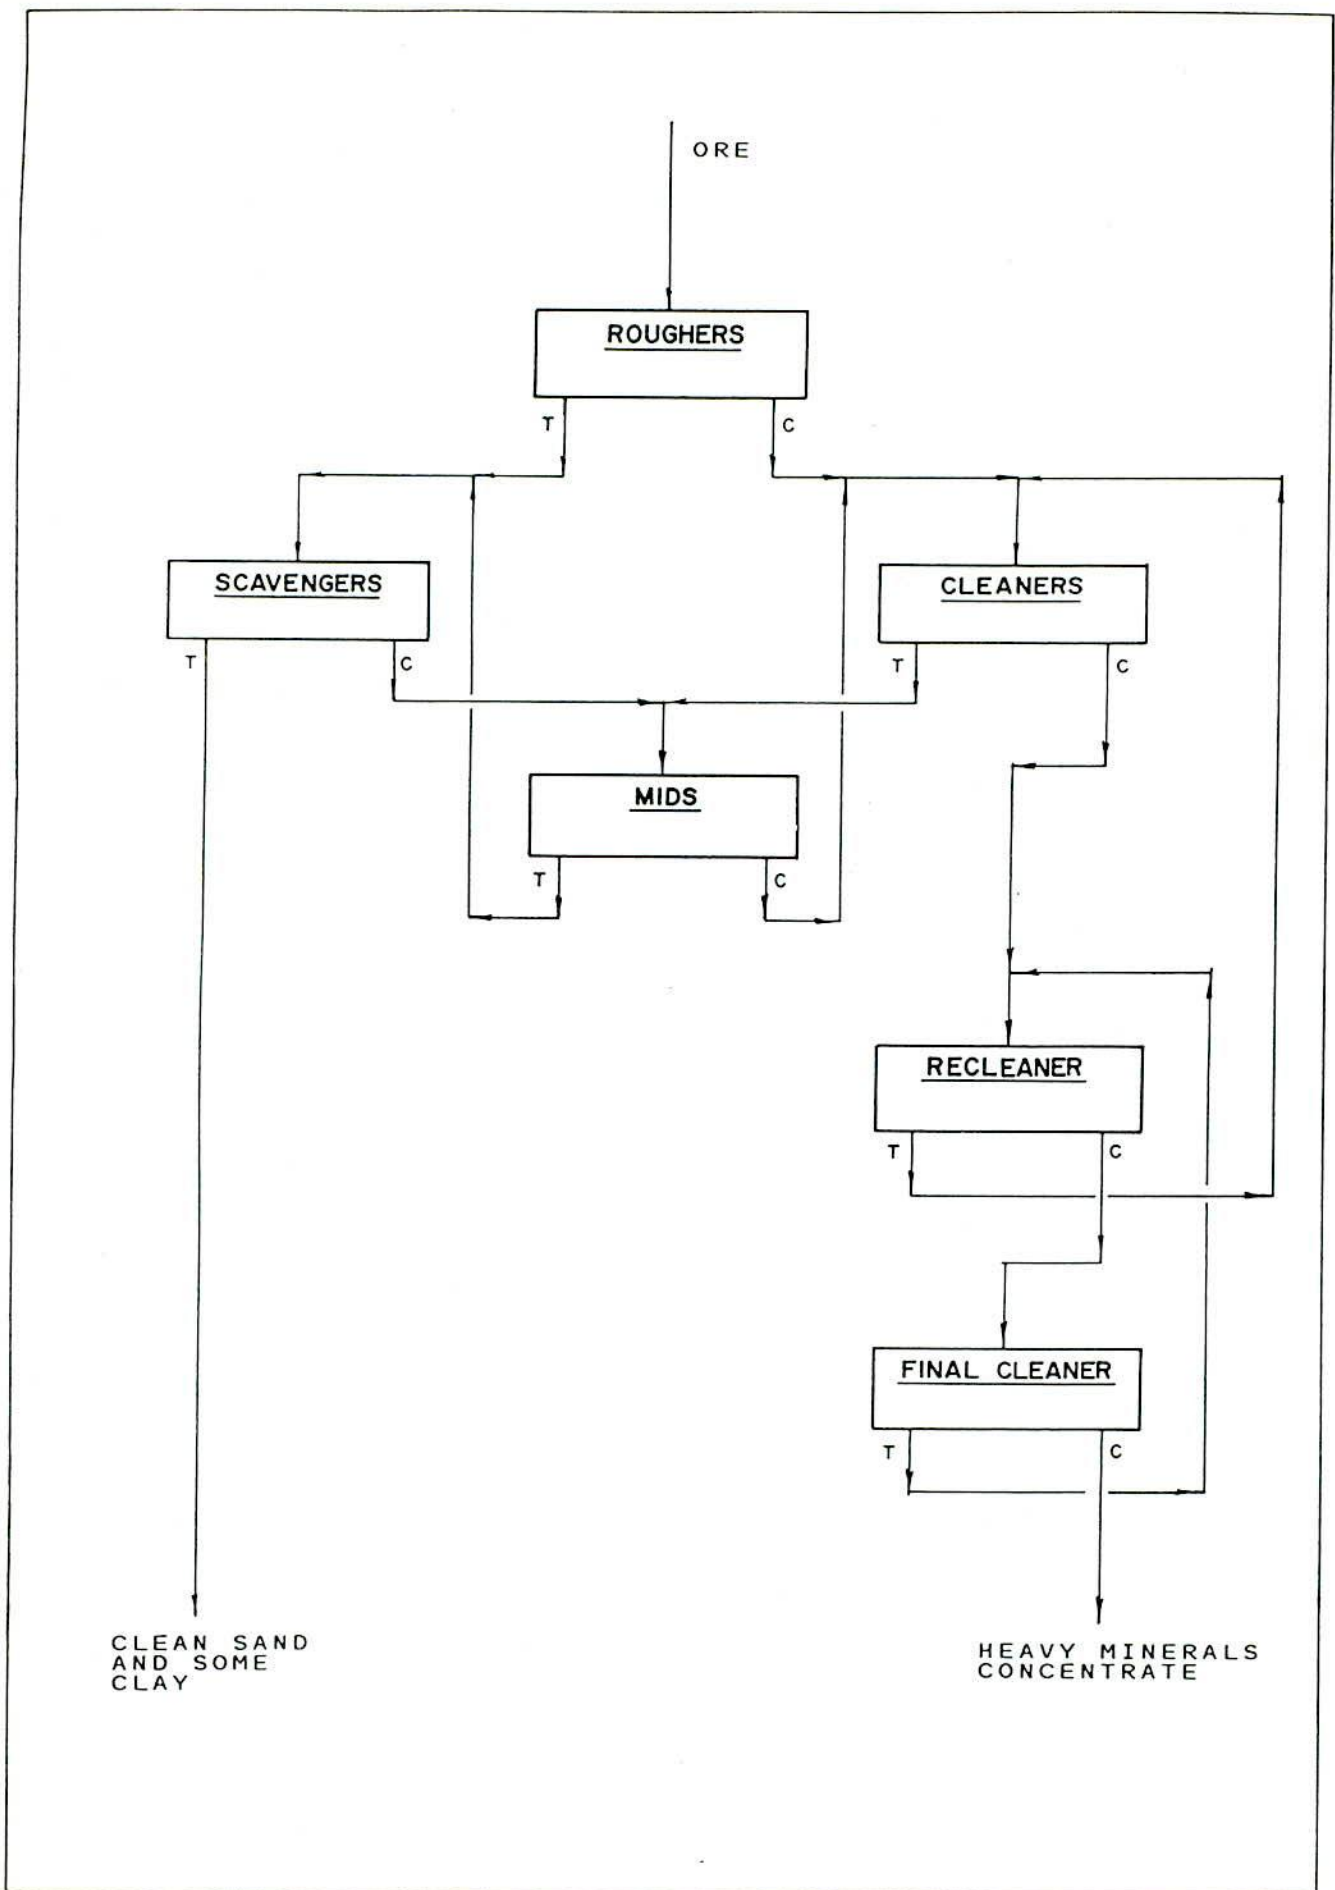 ORE
ROUGHERS
T
C
SCAVENGERS
CLEANERS
T
C
T
C
MIDS
T
C
RECLEANER
T
C
FINAL CLEANER
T
C
CLEAN SAND
AND SOME
CLAY
HEAVY MINERALS
CONCENTRATE